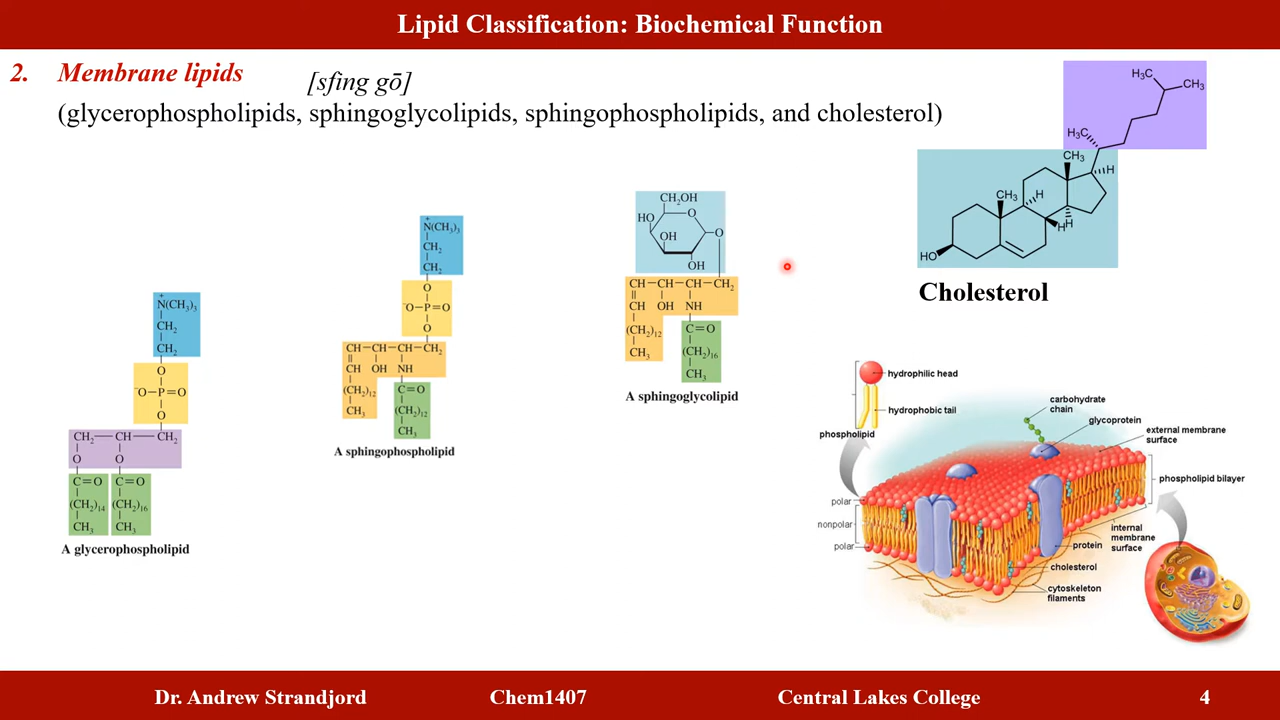 Lipid Classification: Biochemical Function
2. Membrane lipids
[sfing gō]
(glycerophospholipids, sphingoglycolipids, sphingophospholipids, and cholesterol)
+
N(CH₃)₃
CH₂
CH₂
O
⁻O—P=O
O
CH₂—CH—CH₂
O O
C=O C=O
(CH₂)₁₄ (CH₂)₁₆
CH₃ CH₃
A glycerophospholipid
+
N(CH₃)₃
CH₂
CH₂
O
⁻O—P=O
O
CH—CH—CH—CH₂
CH OH NH
(CH₂)₁₂ C=O
CH₃ (CH₂)₁₂
CH₃
A sphingophospholipid
CH₂OH
HO O
OH O
OH
CH—CH—CH—CH₂
CH OH NH
(CH₂)₁₂ C=O
CH₃ (CH₂)₁₆
CH₃
A sphingoglycolipid
H₃C
CH₃
H₃C
CH₃
H
CH₃
H
H H
HO
Cholesterol
hydrophilic head
hydrophobic tail
phospholipid
carbohydrate
chain
glycoprotein
external membrane
surface
phospholipid bilayer
polar
nonpolar
polar
internal
membrane
surface
protein
cholesterol
cytoskeleton
filaments
Dr. Andrew Strandjord Chem1407 Central Lakes College 4